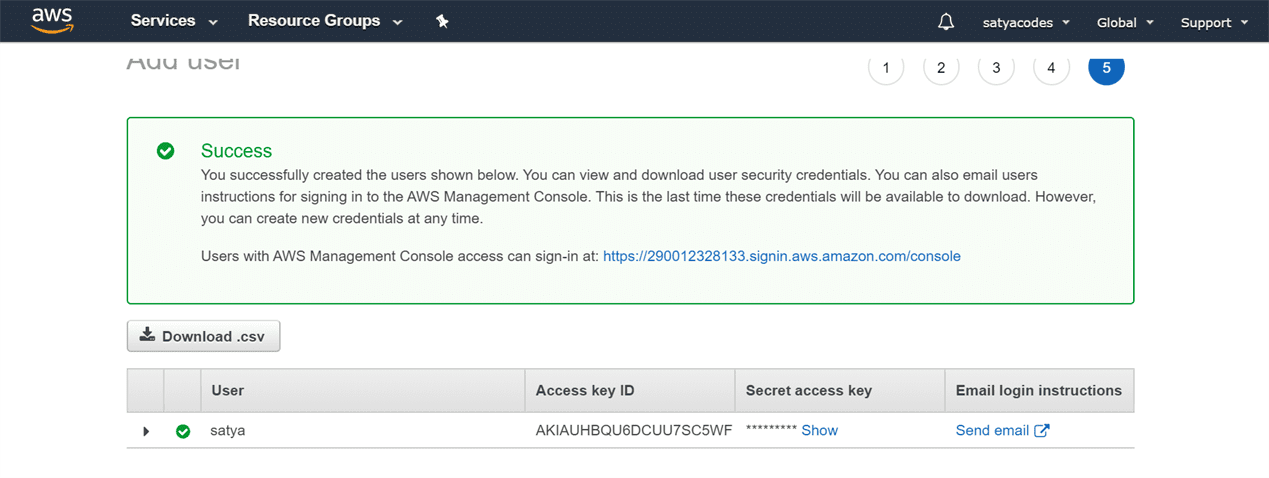 aws Services Resource Groups satyacodes Global Support
Add user 1 2 3 4 5
Success
You successfully created the users shown below. You can view and download user security credentials. You can also email users
instructions for signing in to the AWS Management Console. This is the last time these credentials will be available to download. However,
you can create new credentials at any time.
Users with AWS Management Console access can sign-in at: https://290012328133.signin.aws.amazon.com/console
Download .csv
User Access key ID Secret access key Email login instructions
satya AKIAUHBQU6DCUU7SC5WF ********* Show Send email